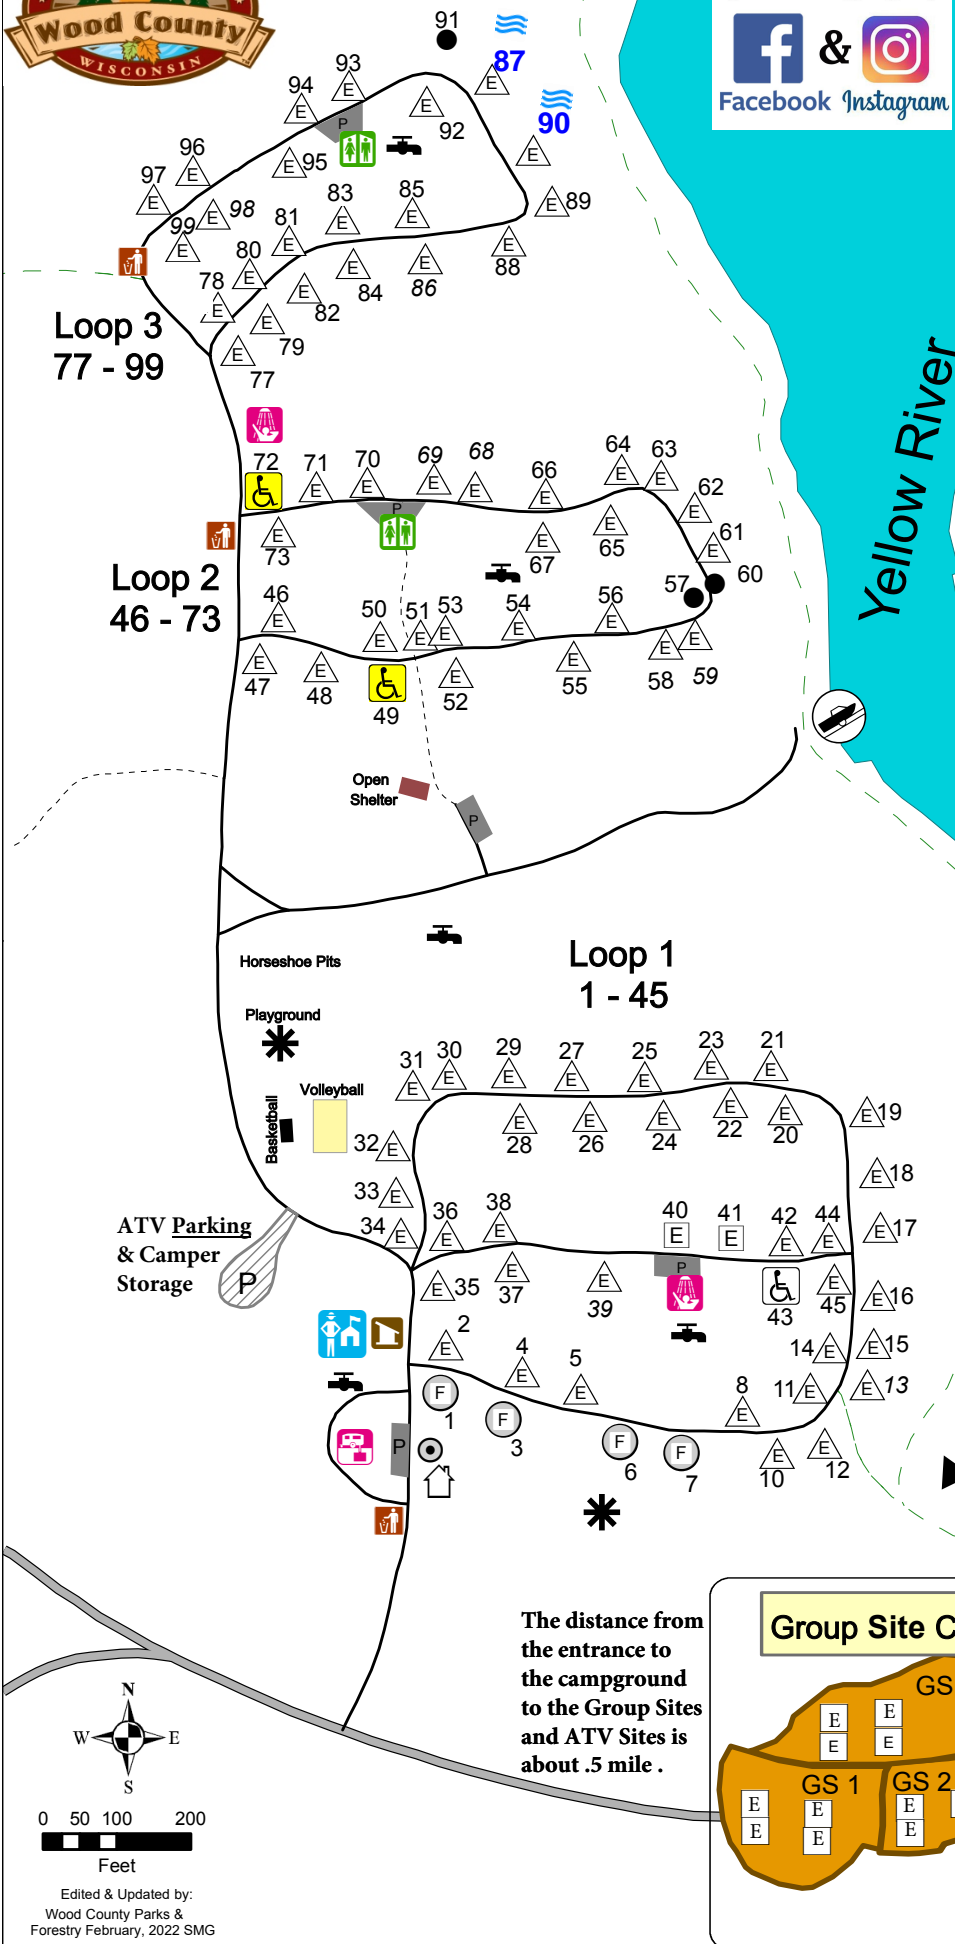 Wood County
WISCONSIN
&
Facebook Instagram
91
87
90
93
94
P
E
E
E
E
92
95
E
96
E
97
E
E
98
99
E
83
E
85
E
E
89
E
88
81
E
80
E
78
E
E
82
E
84
E
86
E
79
E
77
Loop 3
77 - 99
Yellow River
72
71
E
70
E
69
E
68
E
66
E
64
E
63
E
62
E
61
E
60
57
P
E
73
E
67
E
65
Loop 2
46 - 73
46
E
50
E
51
E
53
E
54
E
56
E
E
47
E
48
49
E
52
E
55
E
58
E
59
Open
Shelter
P
Loop 1
1 - 45
Horseshoe Pits
Playground
Volleyball
Basketball
31
E
30
E
29
E
27
E
25
E
23
E
21
E
E
28
E
26
E
24
E
22
E
20
E
19
32
E
E
18
33
E
34
E
36
E
38
E
40
E
41
E
42
E
44
E
E
17
ATV Parking
& Camper
Storage
P
E
35
E
37
E
39
P
43
E
45
E
16
2
E
4
E
5
E
8
E
14
E
E
15
11
E
E
13
F
1
F
3
F
6
F
7
E
10
E
12
P
The distance from
the entrance to
the campground
to the Group Sites
and ATV Sites is
about .5 mile .
Group Site C
GS
E
E
E
E
GS 1
GS 2
E
E
E
E
E
E
N
W
E
S
0 50 100 200
Feet
Edited & Updated by:
Wood County Parks &
Forestry February, 2022 SMG